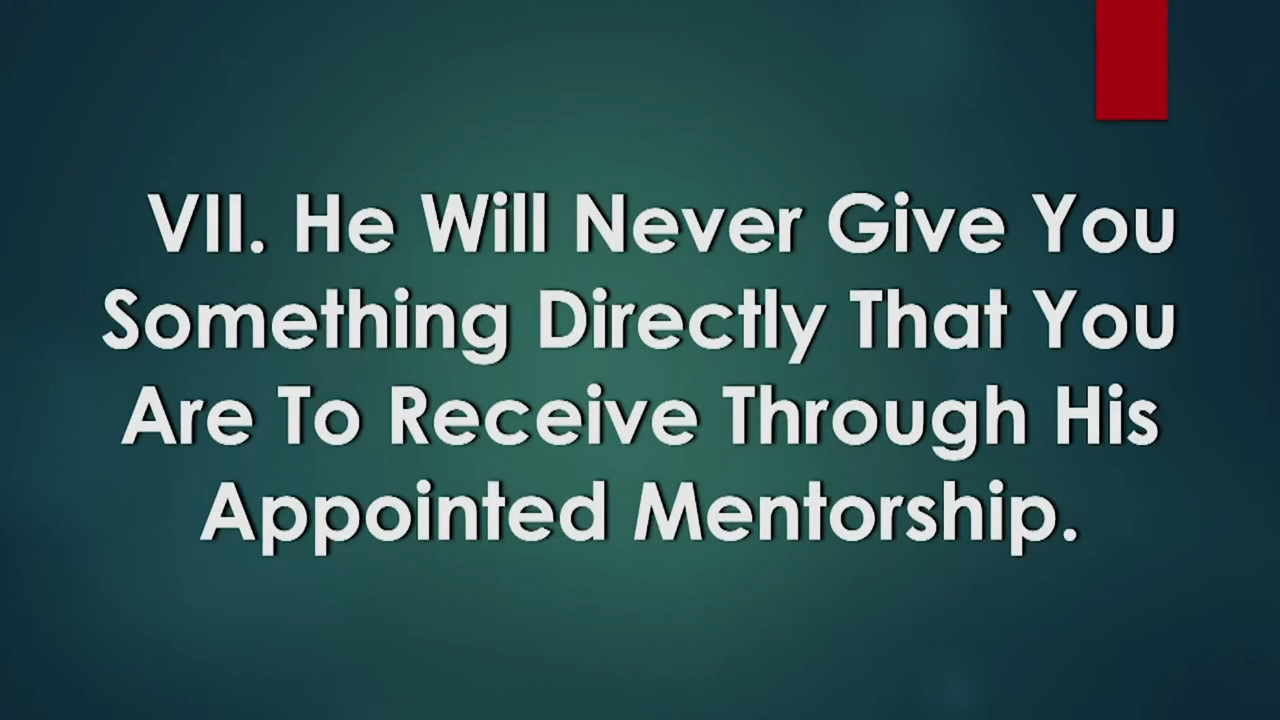 VII. He Will Never Give You
Something Directly That You
Are To Receive Through His
Appointed Mentorship.